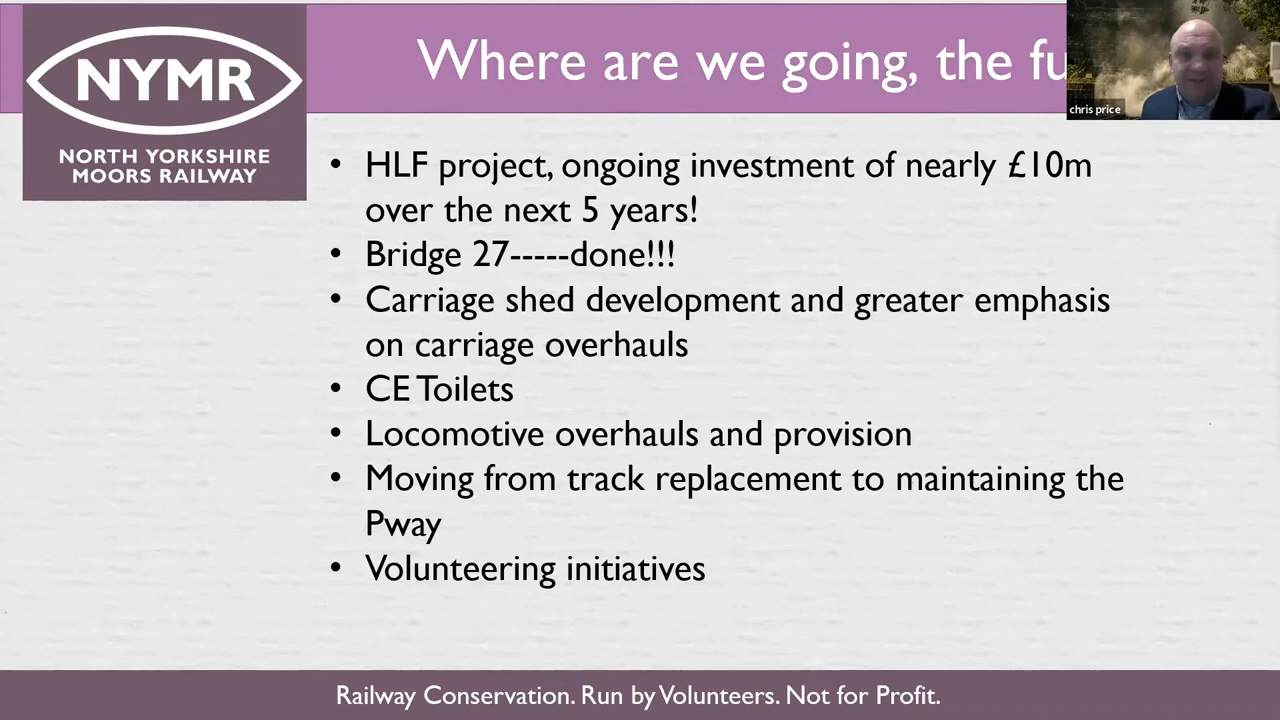 NYMR
NORTH YORKSHIRE
MOORS RAILWAY
Where are we going, the fu
chris price
• HLF project, ongoing investment of nearly £10m
over the next 5 years!
• Bridge 27-----done!!!
• Carriage shed development and greater emphasis
on carriage overhauls
• CE Toilets
• Locomotive overhauls and provision
• Moving from track replacement to maintaining the
Pway
• Volunteering initiatives
Railway Conservation. Run by Volunteers. Not for Profit.